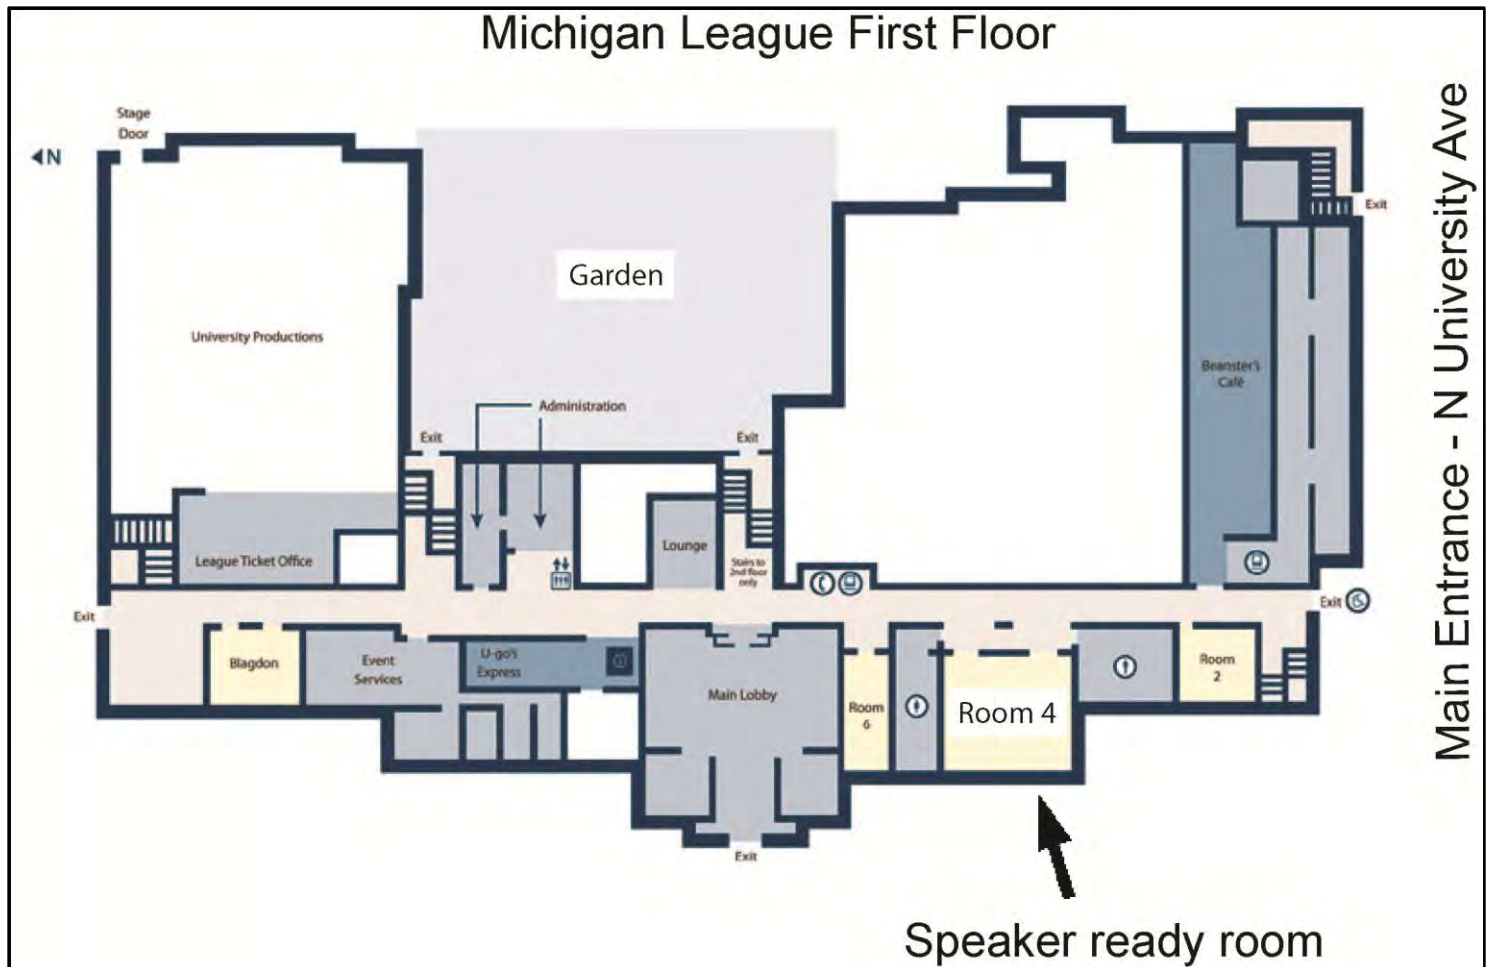 Michigan League First Floor
Stage
Door
N
Exit
Garden
University Productions
Main Entrance - N University Ave
Beanster's
Café
Administration
Exit
Exit
League Ticket Office
Lounge
Stairs to
2nd floor
only
Exit
Exit
Blagdon
Event
Services
U-go's
Express
Main Lobby
Room
6
Room 4
Room
2
Exit
Speaker ready room